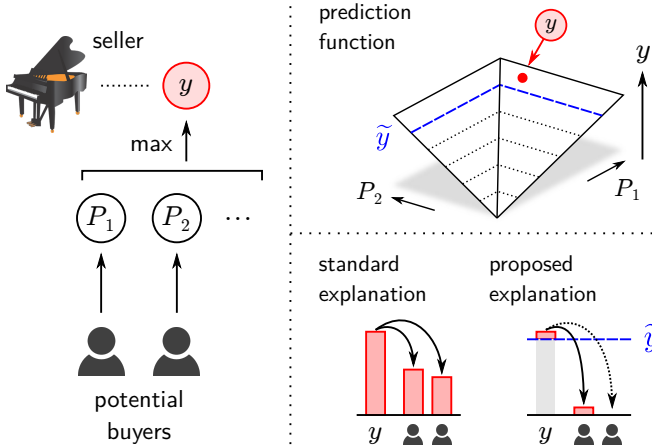 seller
y
max
P₁
P₂
...
potential
buyers
prediction
function
y
y
ỹ
P₂
P₁
standard
explanation
y
proposed
explanation
ỹ
y